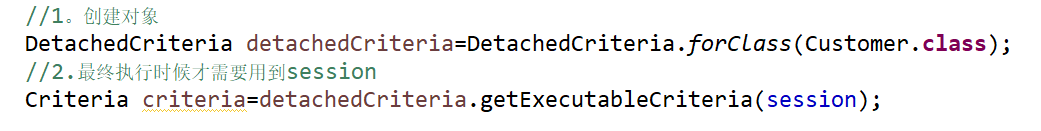 //1。创建对象
DetachedCriteria detachedCriteria=DetachedCriteria.forClass(Customer.class);
//2.最终执行时候才需要用到session
Criteria criteria=detachedCriteria.getExecutableCriteria(session);